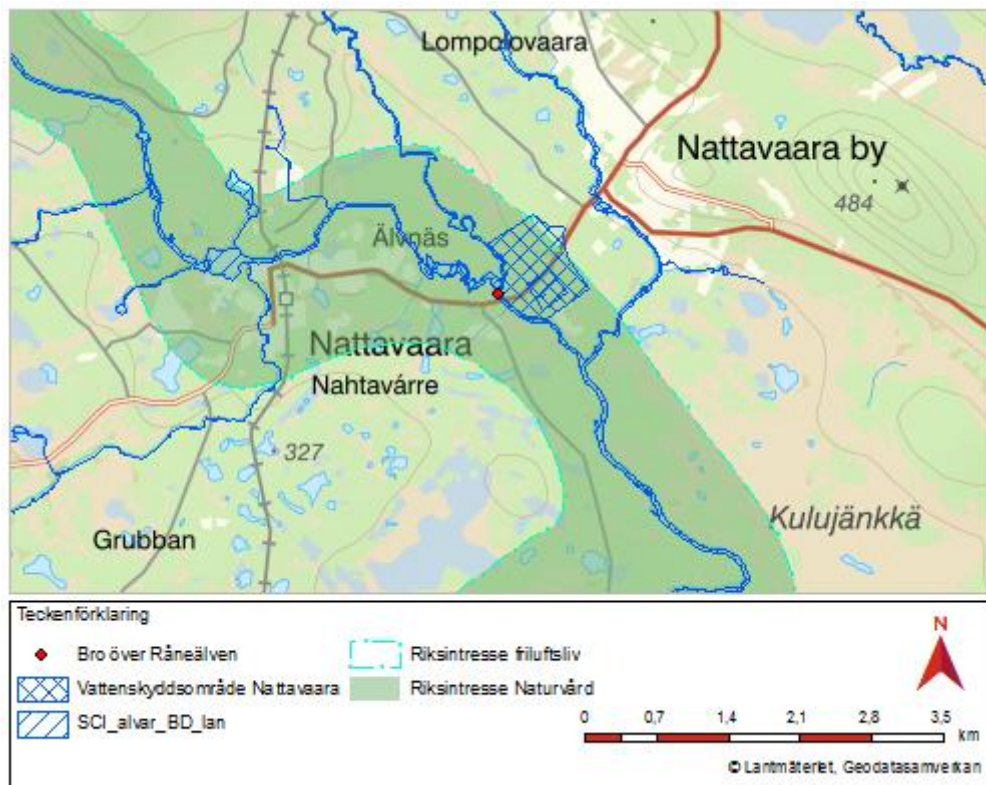 Lompolovaara
Nattavaara by
484
Älvnäs
Nattavaara
Nahtavárre
327
Kulujänkkä
Grubban
Teckenförklaring
Bro över Råneälven
Vattenskyddsområde Nattavaara
SCI_alvar_BD_lan
Riksintresse friluftsliv
Riksintresse Naturvård
N
0 0,7 1,4 2,1 2,8 3,5
km
© Lantmäteriet, Geodatasamverkan